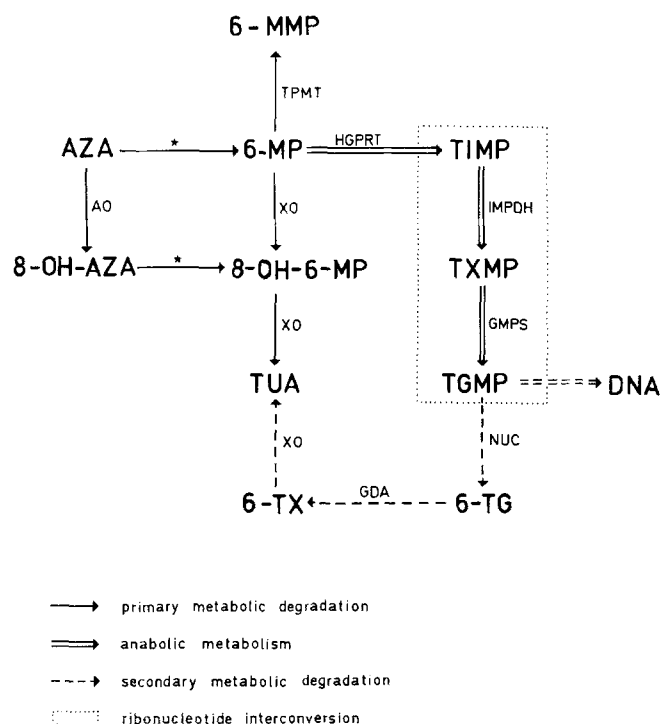 6-MMP
TPMT
AZA * 6-MP HGPRT TIMP
AO XO IMPDH
8-OH-AZA * 8-OH-6-MP TXMP
XO GMPS
TUA TGMP DNA
XO NUC
6-TX GDA 6-TG
primary metabolic degradation
anabolic metabolism
secondary metabolic degradation
ribonucleotide interconversion